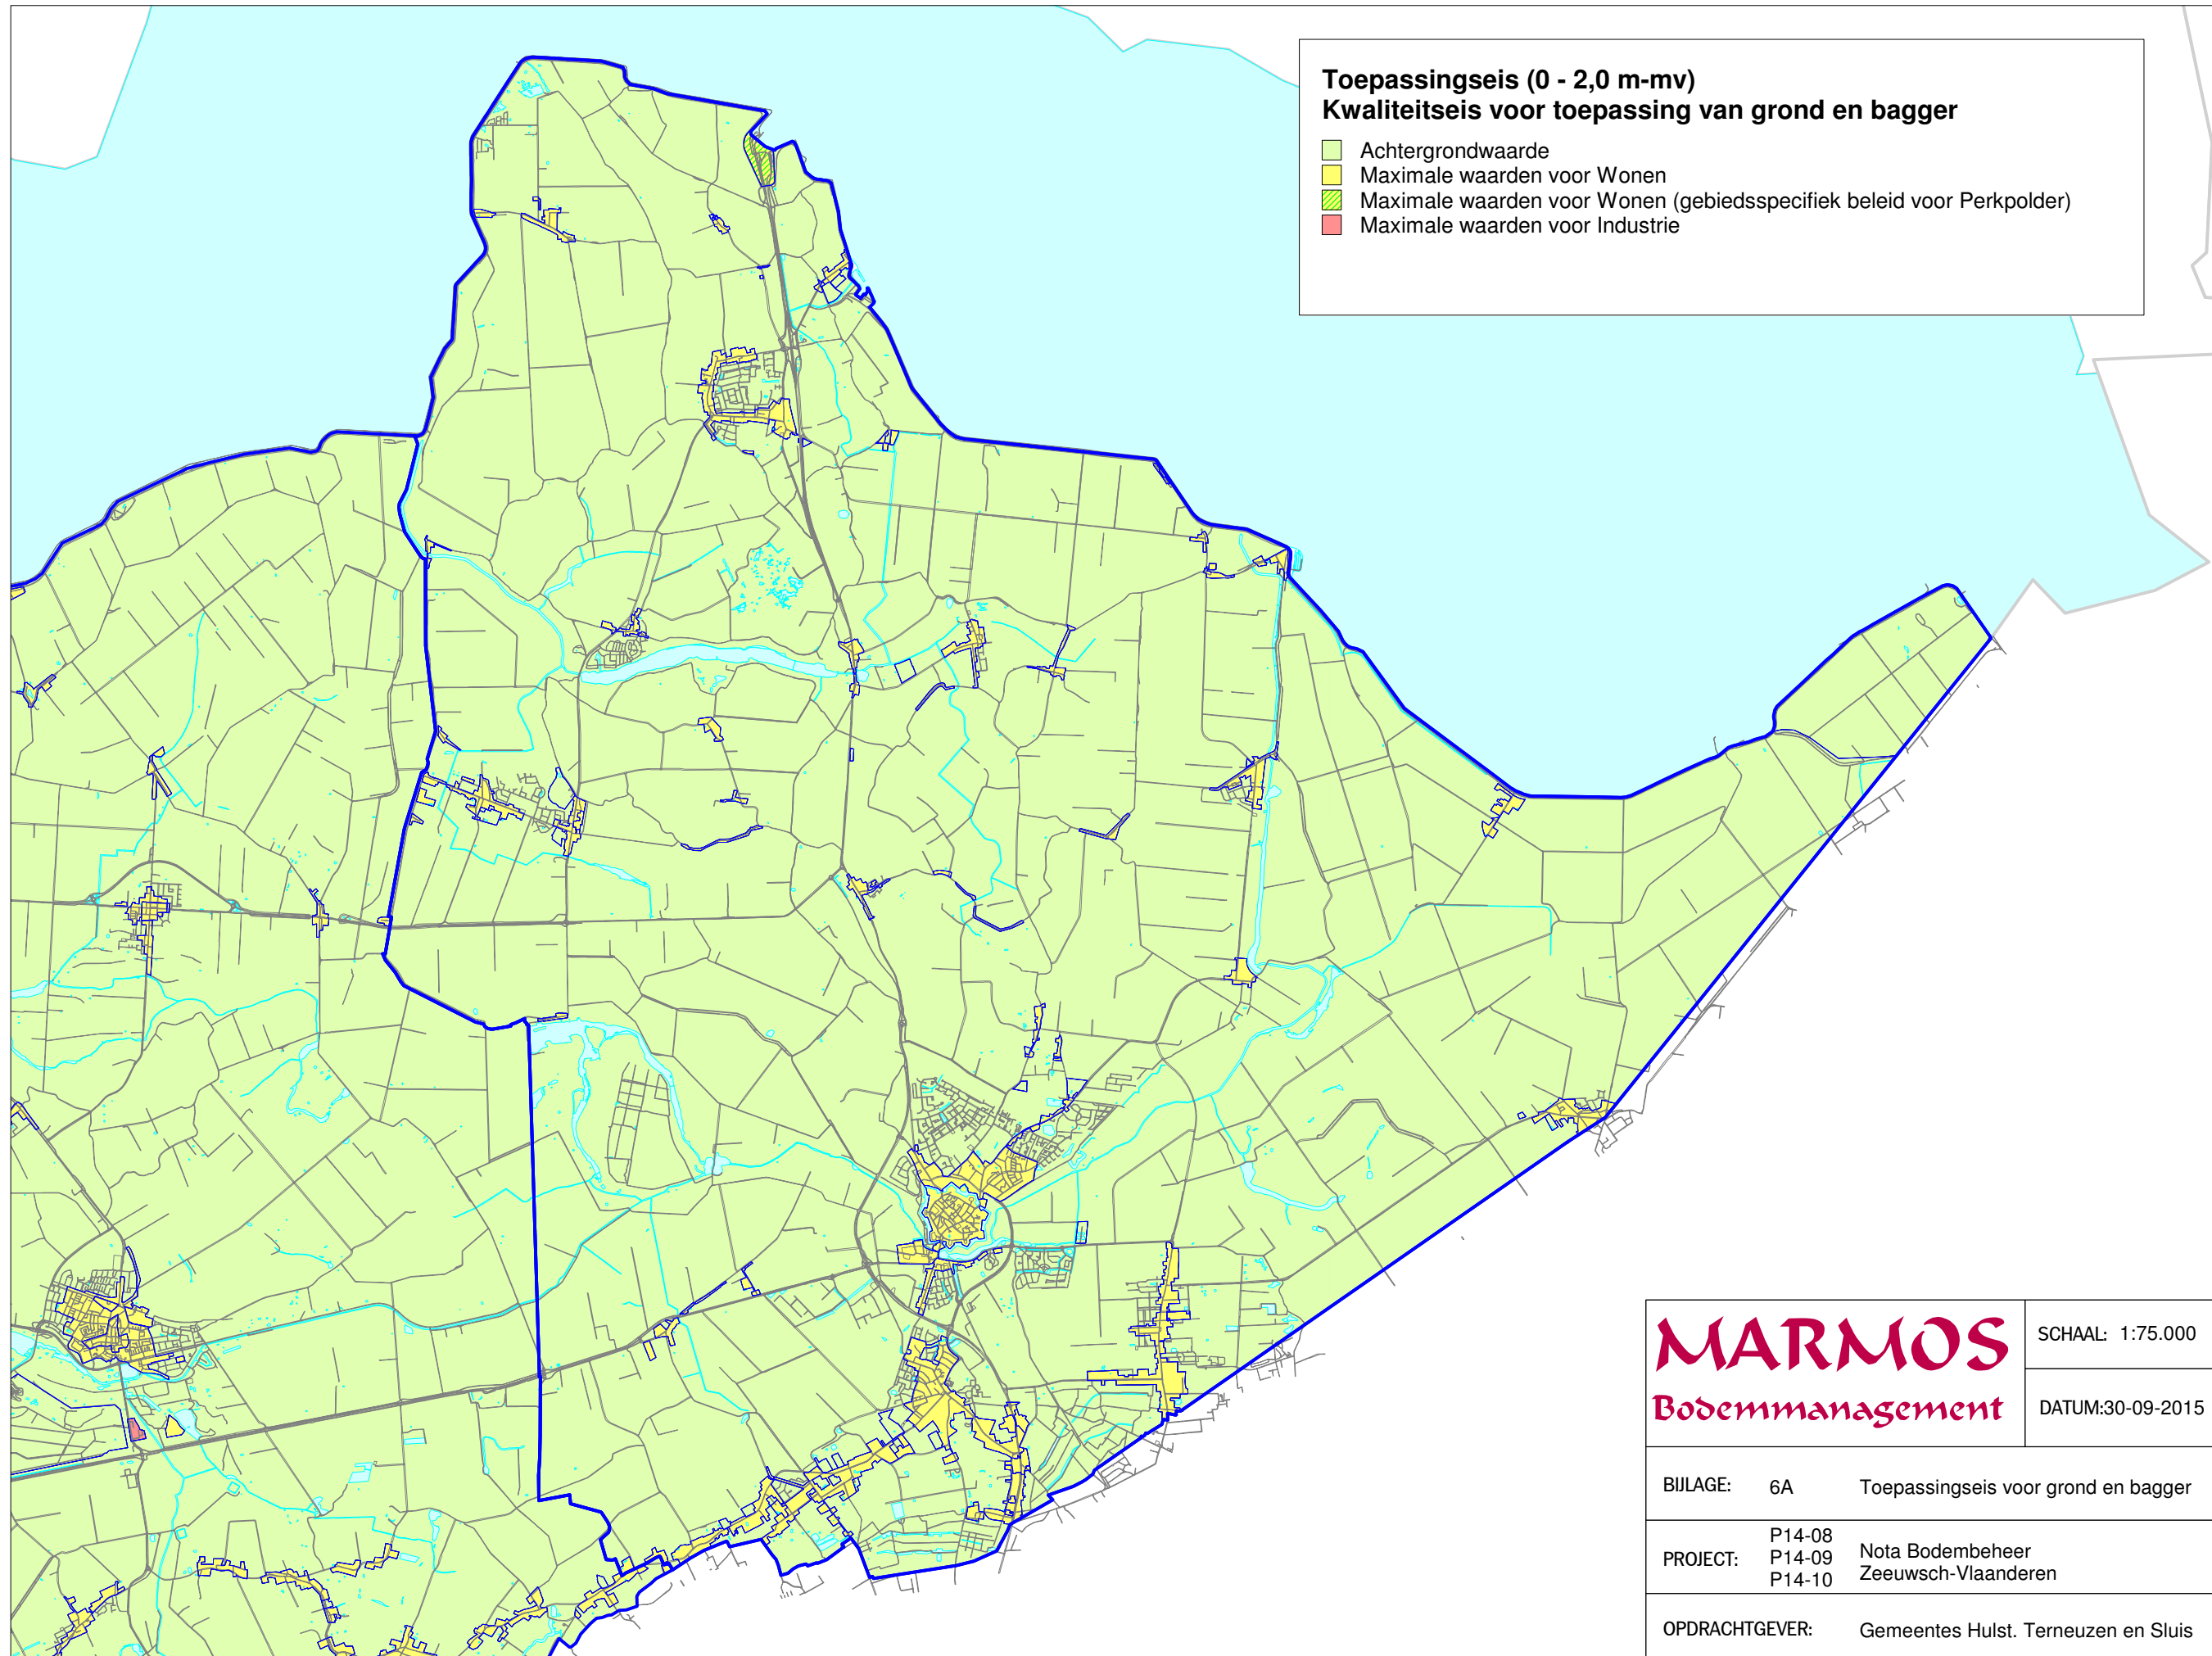 Toepassingseis (0 - 2,0 m-mv)
Kwaliteitseis voor toepassing van grond en bagger
Achtergrondwaarde
Maximale waarden voor Wonen
Maximale waarden voor Wonen (gebiedsspecifiek beleid voor Perkpolder)
Maximale waarden voor Industrie
MARMOS
Bodemmanagement
SCHAAL: 1:75.000
DATUM:30-09-2015
BIJLAGE: 6A Toepassingseis voor grond en bagger
PROJECT: P14-08
P14-09
P14-10
Nota Bodembeheer
Zeeuwsch-Vlaanderen
OPDRACHTGEVER: Gemeentes Hulst. Terneuzen en Sluis